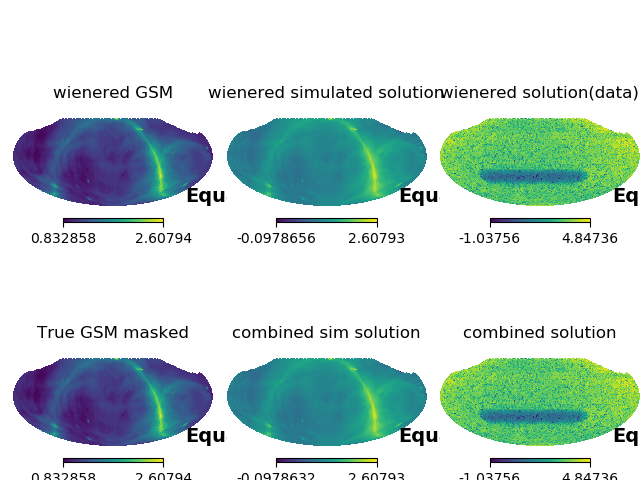 wienered GSM
wienered simulated solution
wienered solution(data)
Equ
Equ
Eq
0.832858 2.60794
-0.0978656 2.60793
-1.03756 4.84736
True GSM masked
combined sim solution
combined solution
Equ
Equ
Eq
0.832858 2.60794
-0.0978632 2.60793
-1.03756 4.84736